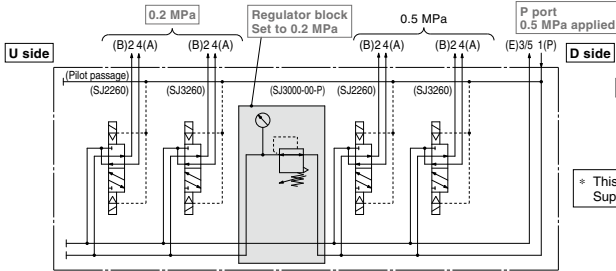 0.2 MPa
Regulator block
Set to 0.2 MPa
0.5 MPa
P port
0.5 MPa applied
U side
(B)2 4(A)
(B)2 4(A)
(B)2 4(A)
(B)2 4(A)
(E)3/5 1(P)
D side
(Pilot passage)
(SJ2260)
(SJ3260)
(SJ3000-00-P)
(SJ2260)
(SJ3260)
* This
Sup